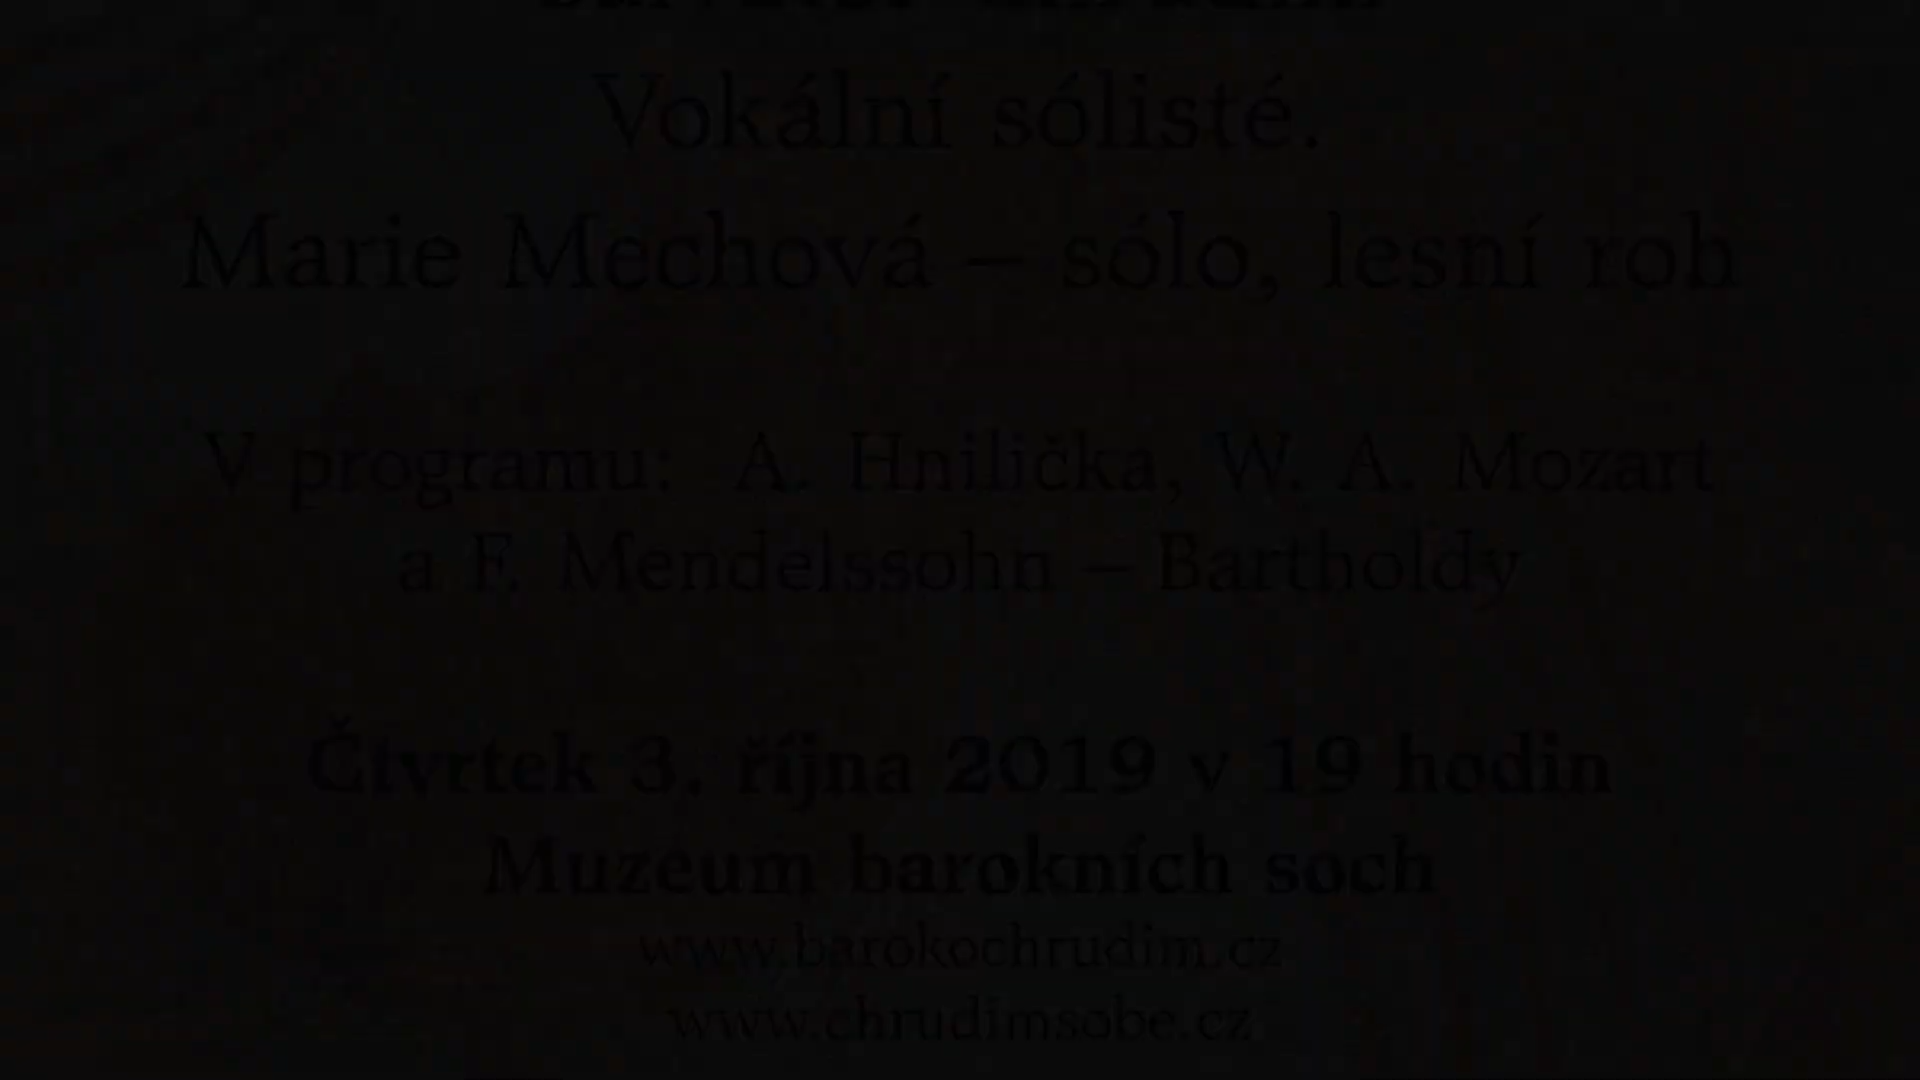 Vokální sólisté.
Marie Mechová – sólo, lesní roh
V programu: A. Hnilička, W. A. Mozart
a F. Mendelssohn – Bartholdy
Čtvrtek 3. října 2019 v 19 hodin
Muzeum barokních soch
www.barokochrudim.cz
www.chrudimsobe.cz